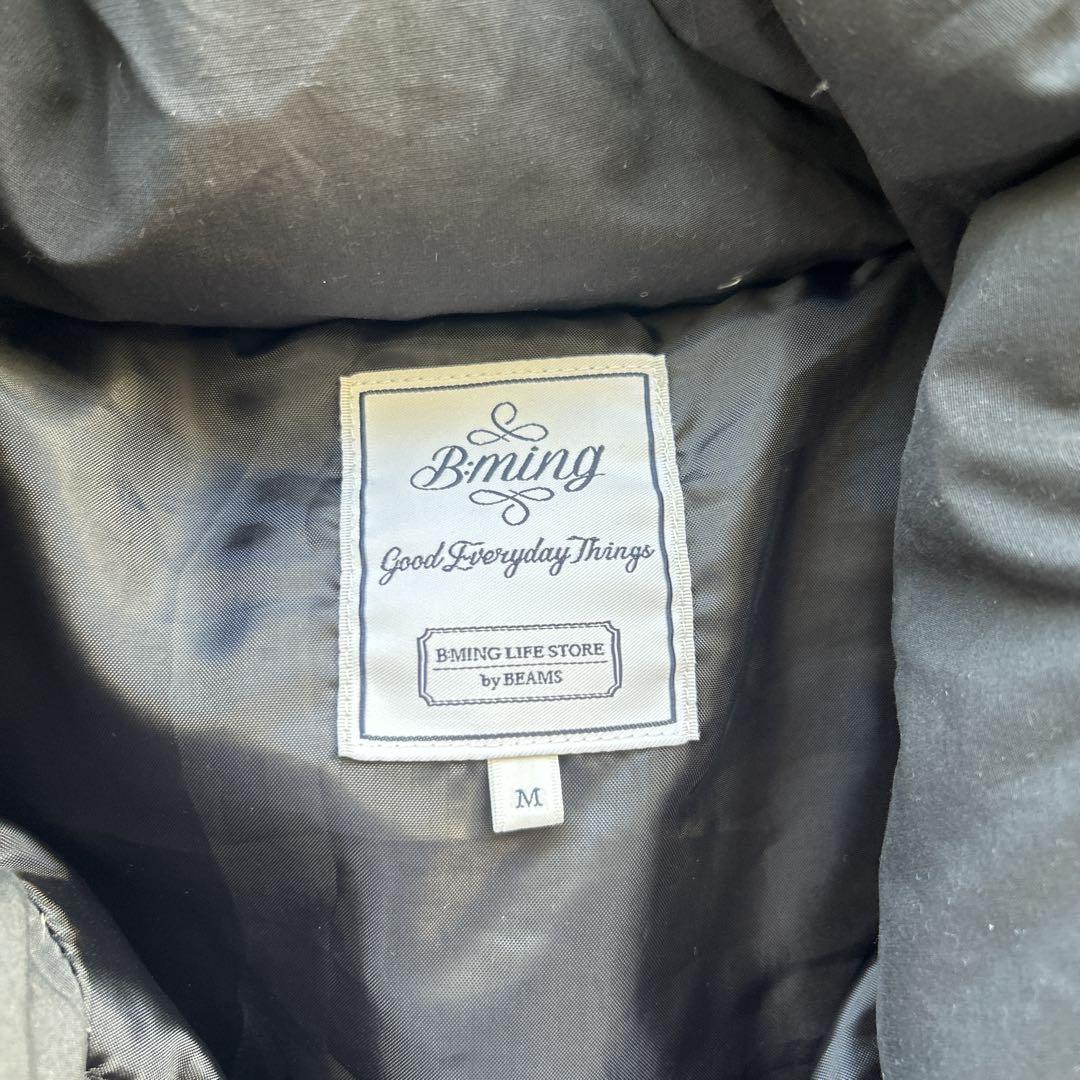 B:ming
Good Everyday Things
B:MING LIFE STORE
by BEAMS
M